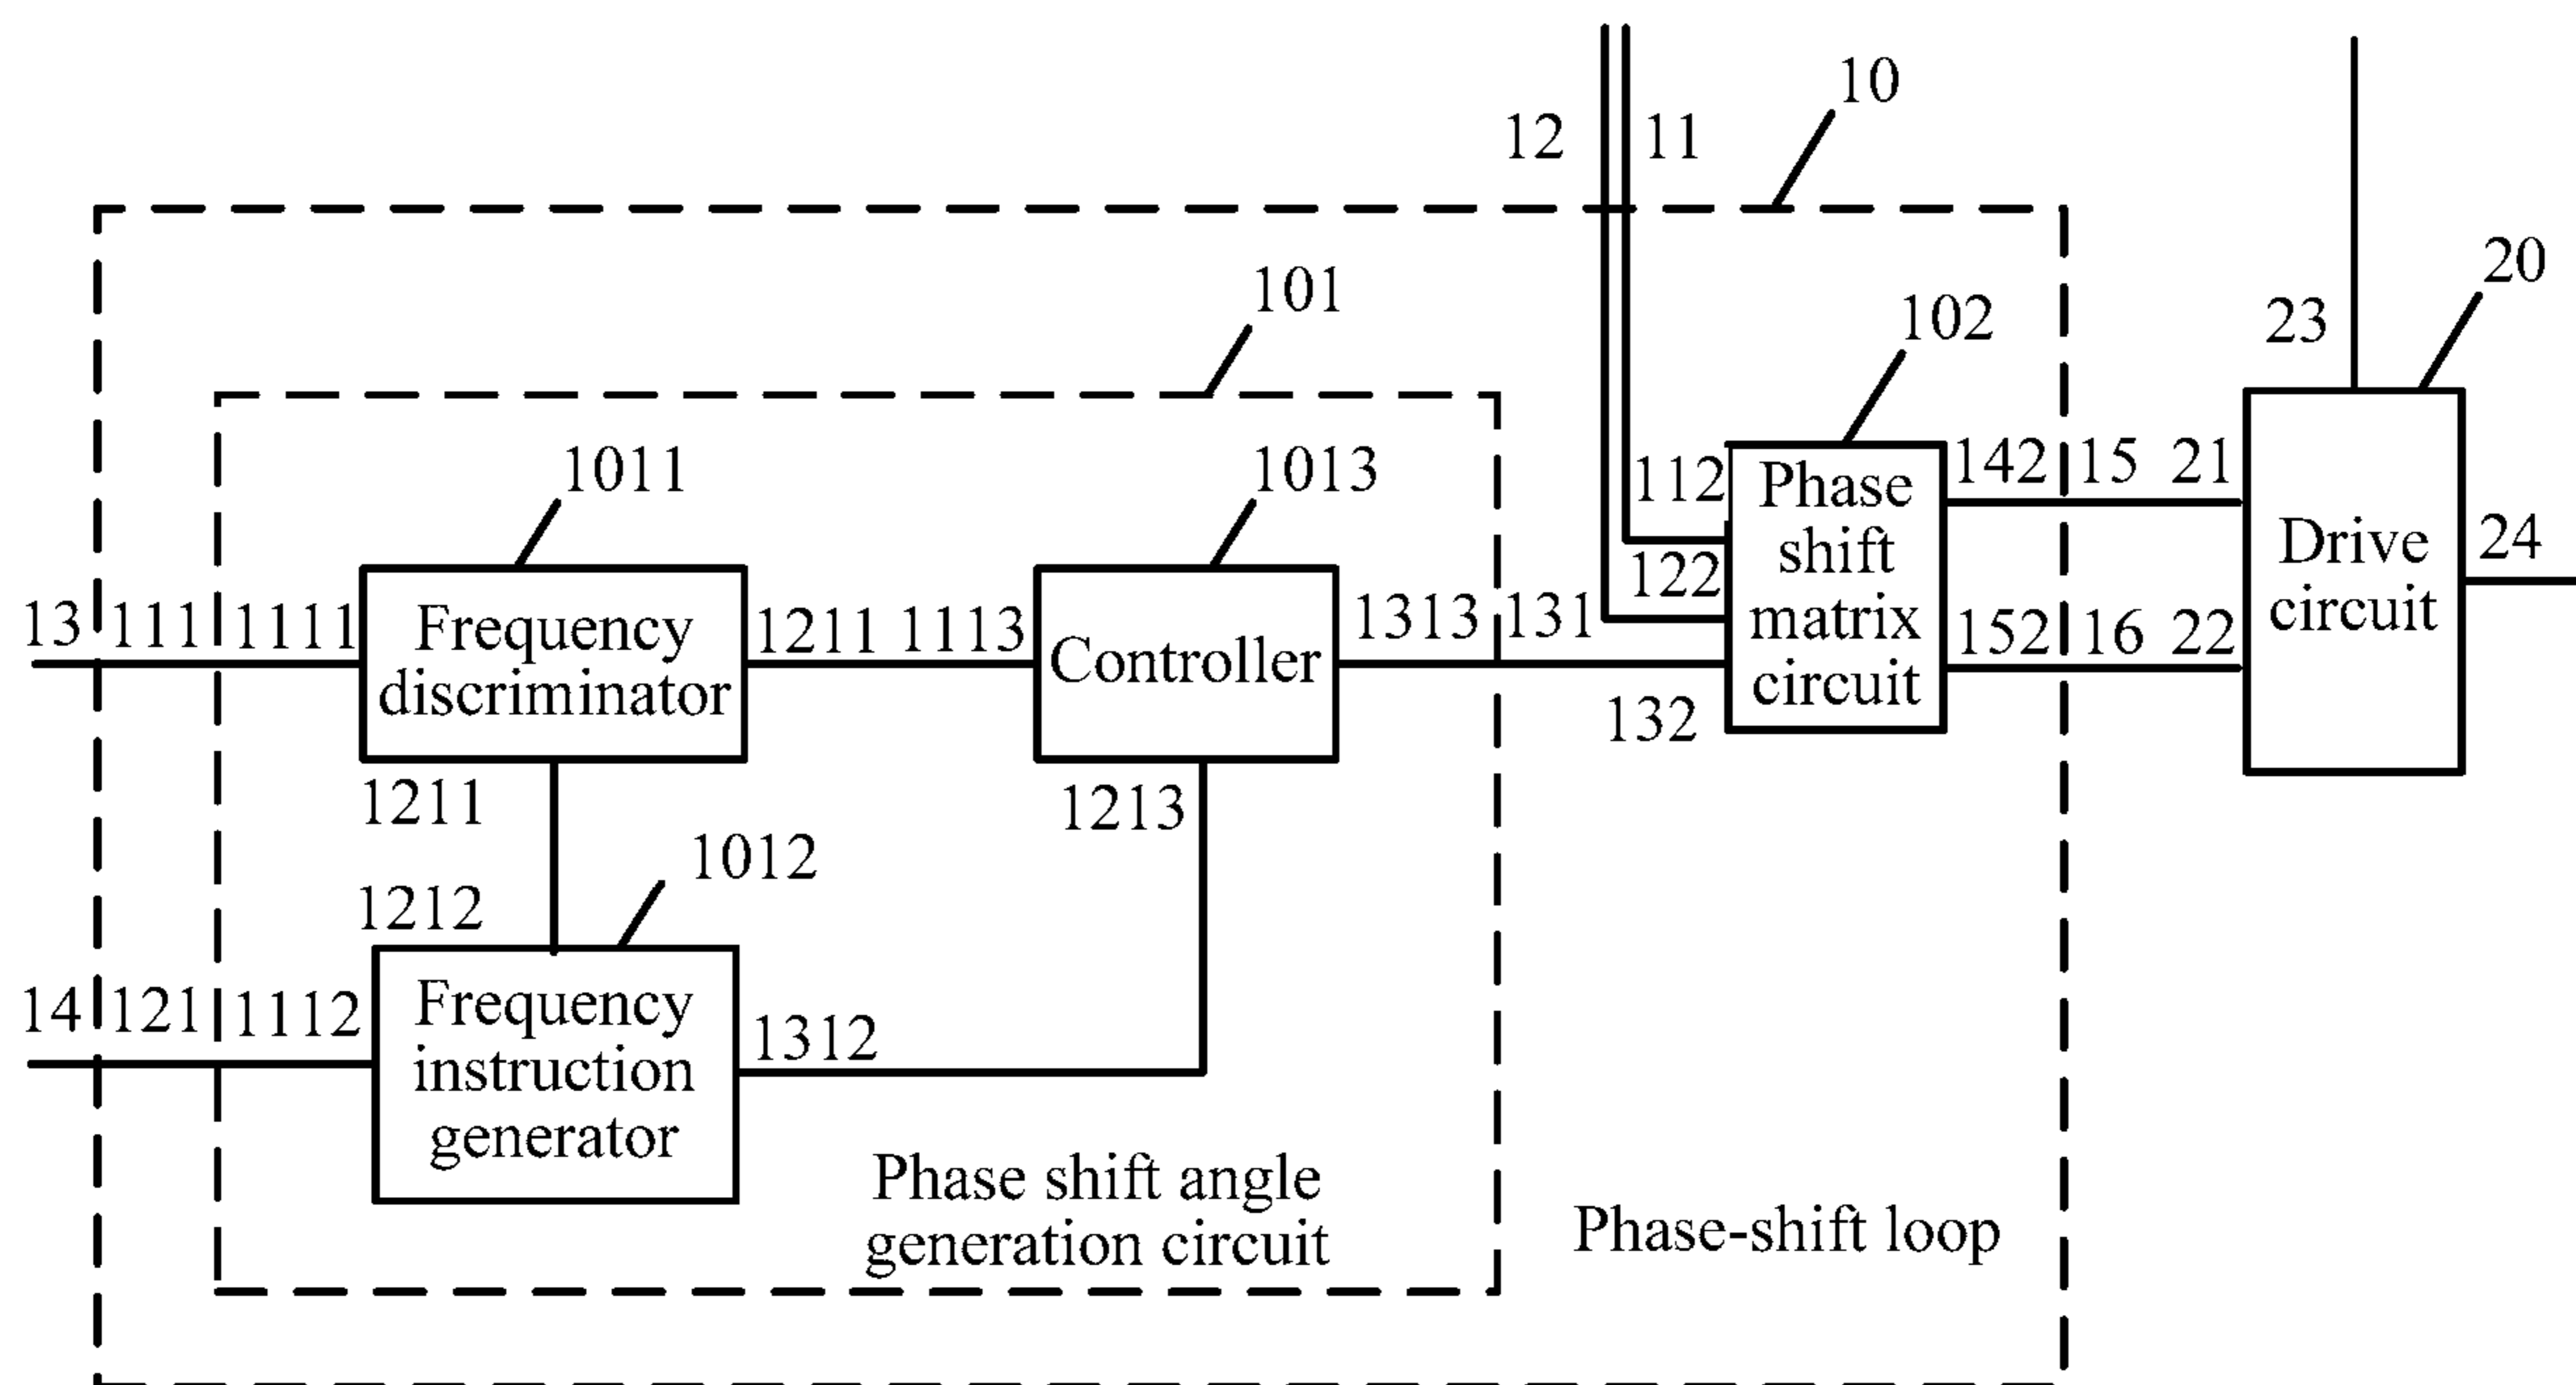 10
12 11
20
101
102
23
1011
1013
142 15 21
112
Phase
shift
matrix
circuit
Drive
circuit
24
122
13 111 1111
Frequency
discriminator
1211 1113
Controller
1313 131
152 16 22
132
1211
1213
1012
1212
14 121 1112
Frequency
instruction
generator
1312
Phase shift angle
generation circuit
Phase-shift loop